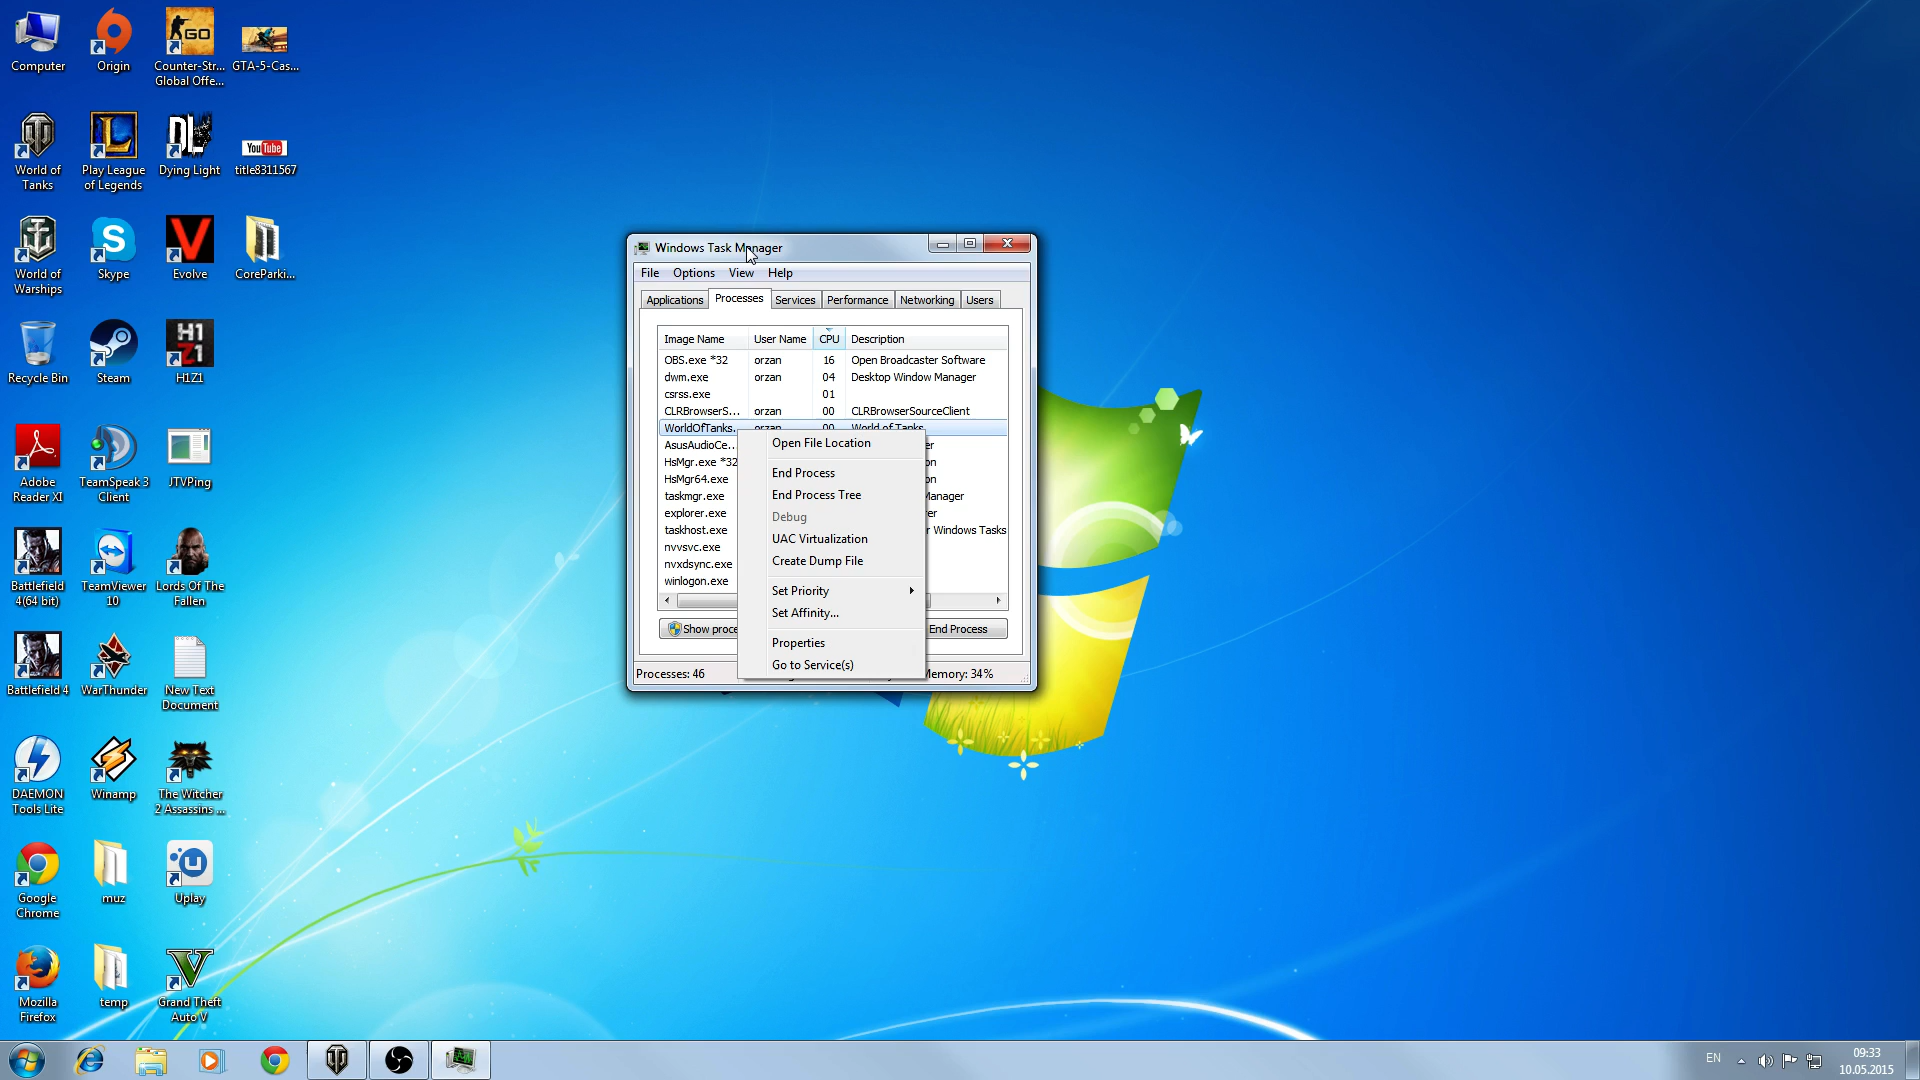 Computer
Origin
Counter-Str...
Global Offe...
GTA-5-Cas...
World of
Tanks
Play League
of Legends
Dying Light
YouTube
title8311567
World of
Warships
Skype
Evolve
CoreParki...
Recycle Bin
Steam
H1Z1
H1Z1
Adobe
Reader XI
TeamSpeak 3
Client
JTVPing
Battlefield
4(64 bit)
TeamViewer
10
Lords Of The
Fallen
Battlefield 4
WarThunder
New Text
Document
DAEMON
Tools Lite
Winamp
The Witcher
2 Assassins ...
Google
Chrome
muz
Uplay
Mozilla
Firefox
temp
Grand Theft
Auto V
Windows Task Manager
File Options View Help
Applications Processes Services Performance Networking Users
Image Name User Name CPU Description
OBS.exe *32 orzan 16 Open Broadcaster Software
dwm.exe orzan 04 Desktop Window Manager
csrss.exe 01
CLRBrowserS... orzan 00 CLRBrowserSourceClient
WorldOfTanks. orzan 00 World of Tanks
AsusAudioCe..
HsMgr.exe *32
HsMgr64.exe
taskmgr.exe Manager
explorer.exe
taskhost.exe r Windows Tasks
nvvsvc.exe
nvxdsync.exe
winlogon.exe
Open File Location
End Process
End Process Tree
Debug
UAC Virtualization
Create Dump File
Set Priority
Set Affinity...
Properties
Go to Service(s)
Show proce
End Process
Processes: 46
Memory: 34%
EN
09:33
10.05.2015